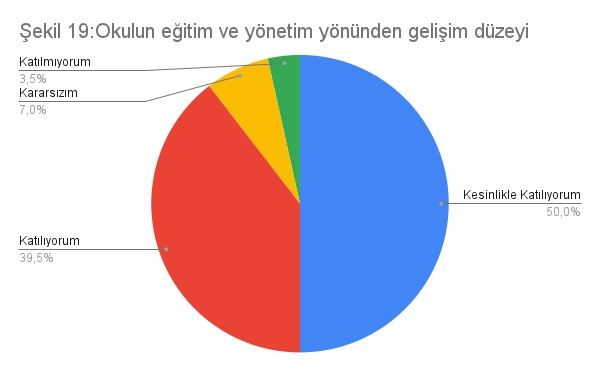 Şekil 19:Okulun eğitim ve yönetim yönünden gelişim düzeyi
Katılmıyorum
3,5%
Kararsızım
7,0%
Kesinlikle Katılıyorum
50,0%
Katılıyorum
39,5%